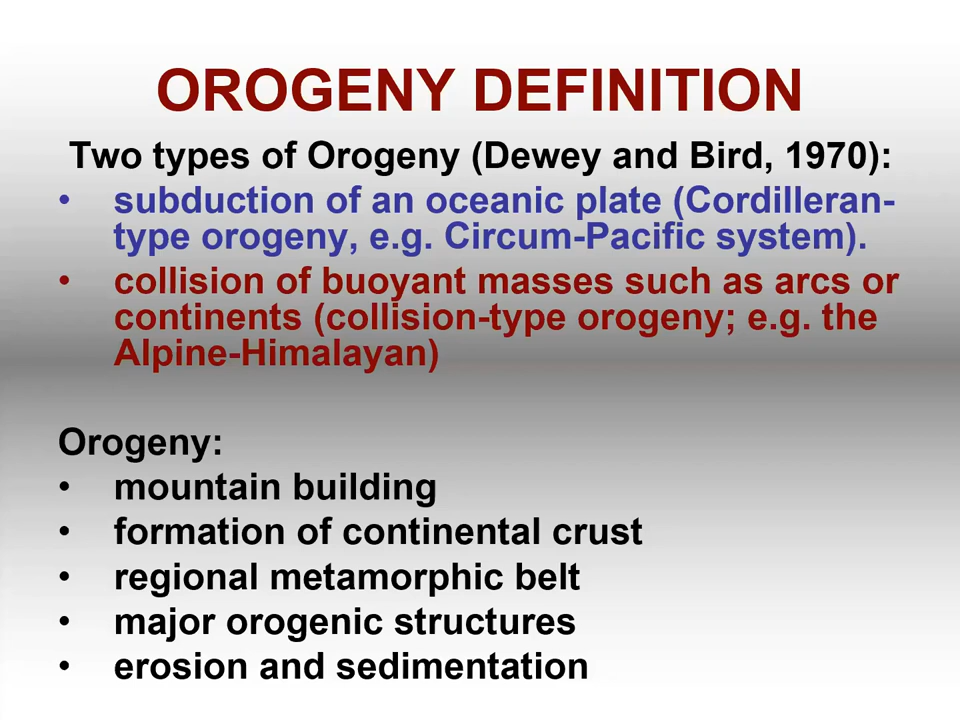 OROGENY DEFINITION
Two types of Orogeny (Dewey and Bird, 1970):
• subduction of an oceanic plate (Cordilleran-
type orogeny, e.g. Circum-Pacific system).
• collision of buoyant masses such as arcs or
continents (collision-type orogeny; e.g. the
Alpine-Himalayan)
Orogeny:
• mountain building
• formation of continental crust
• regional metamorphic belt
• major orogenic structures
• erosion and sedimentation